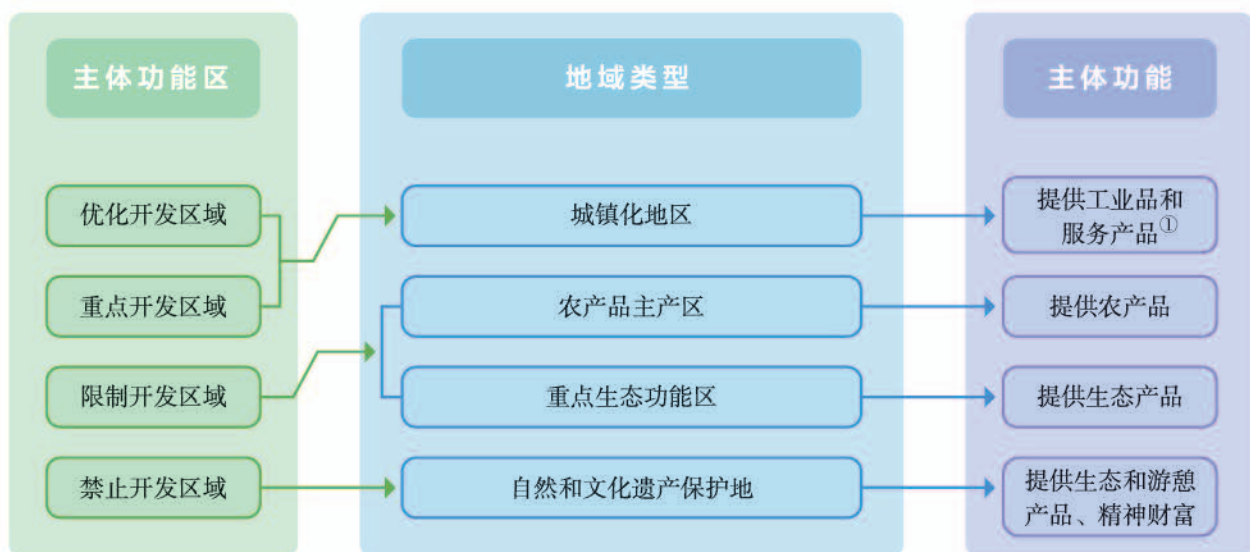 主体功能区
地域类型
主体功能
优化开发区域
城镇化地区
提供工业品和
服务产品①
重点开发区域
农产品主产区
提供农产品
限制开发区域
重点生态功能区
提供生态产品
禁止开发区域
自然和文化遗产保护地
提供生态和游憩
产品、精神财富